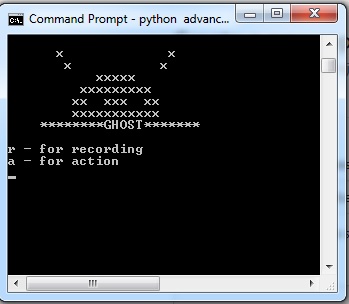 Command Prompt - python advanc...
x x
x x
xxxxx
xxxxxxxxx
xx xxx xx
xxxxxxxxxxx
********GHOST*******
r - for recording
a - for action
_